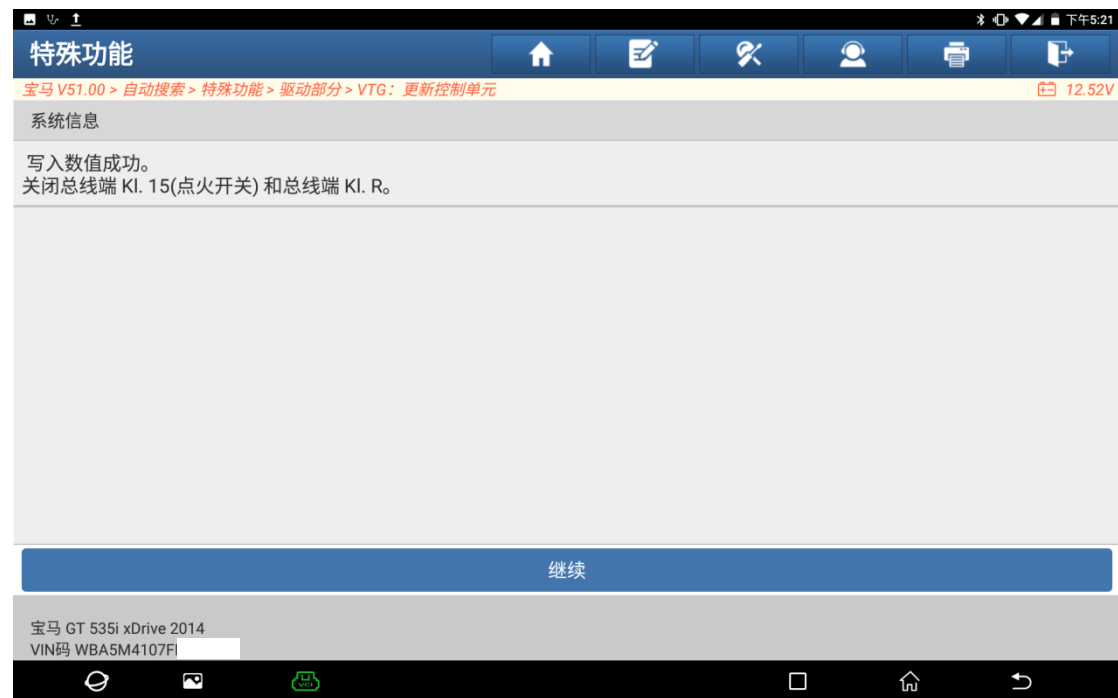 下午5:21
特殊功能
宝马 V51.00 > 自动搜索 > 特殊功能 > 驱动部分 > VTG：更新控制单元
12.52V
系统信息
写入数值成功。
关闭总线端 Kl. 15(点火开关) 和总线端 Kl. R。
继续
宝马 GT 535i xDrive 2014
VIN码 WBA5M4107F
VCI